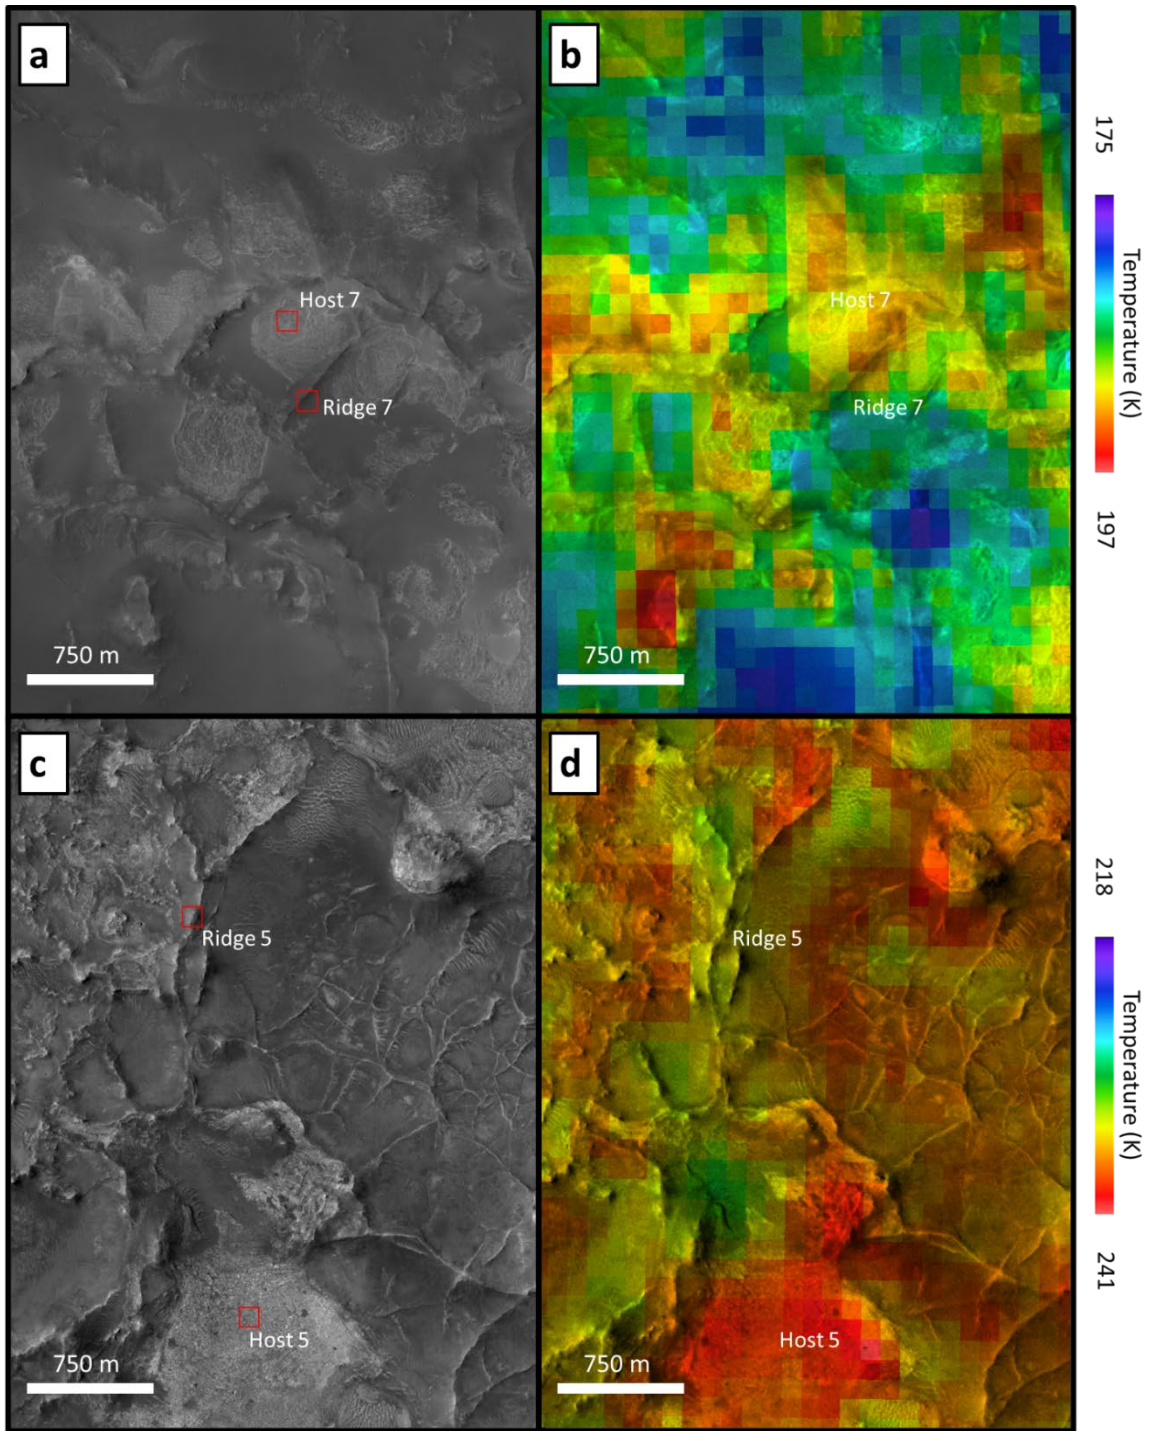 a
b
Host 7
Ridge 7
750 m
Host 7
Ridge 7
750 m
175
Temperature (K)
197
c
d
Ridge 5
Host 5
750 m
Ridge 5
Host 5
750 m
218
Temperature (K)
241